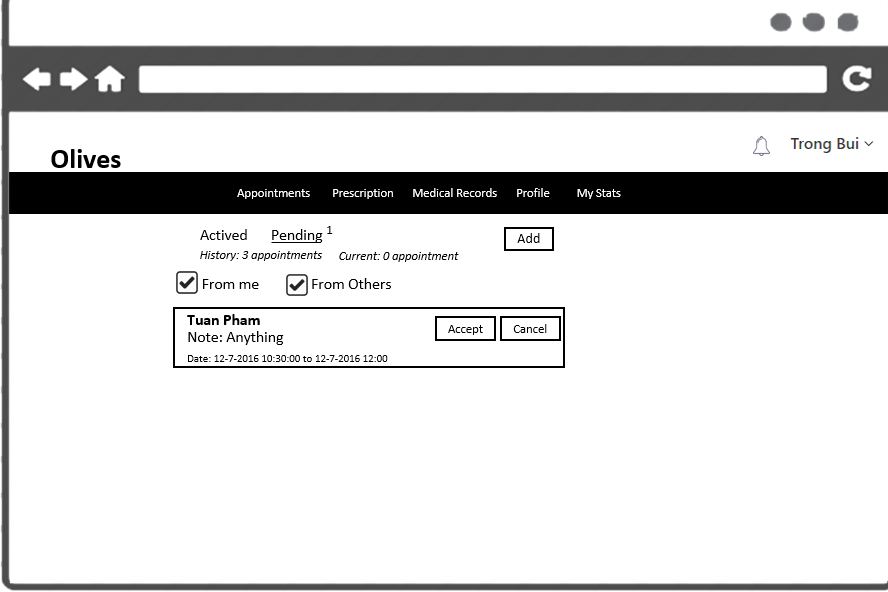 Trong Bui
Olives
Appointments Prescription Medical Records Profile My Stats
Actived Pending 1 Add
History: 3 appointments Current: 0 appointment
From me From Others
Tuan Pham Accept Cancel
Note: Anything
Date: 12-7-2016 10:30:00 to 12-7-2016 12:00